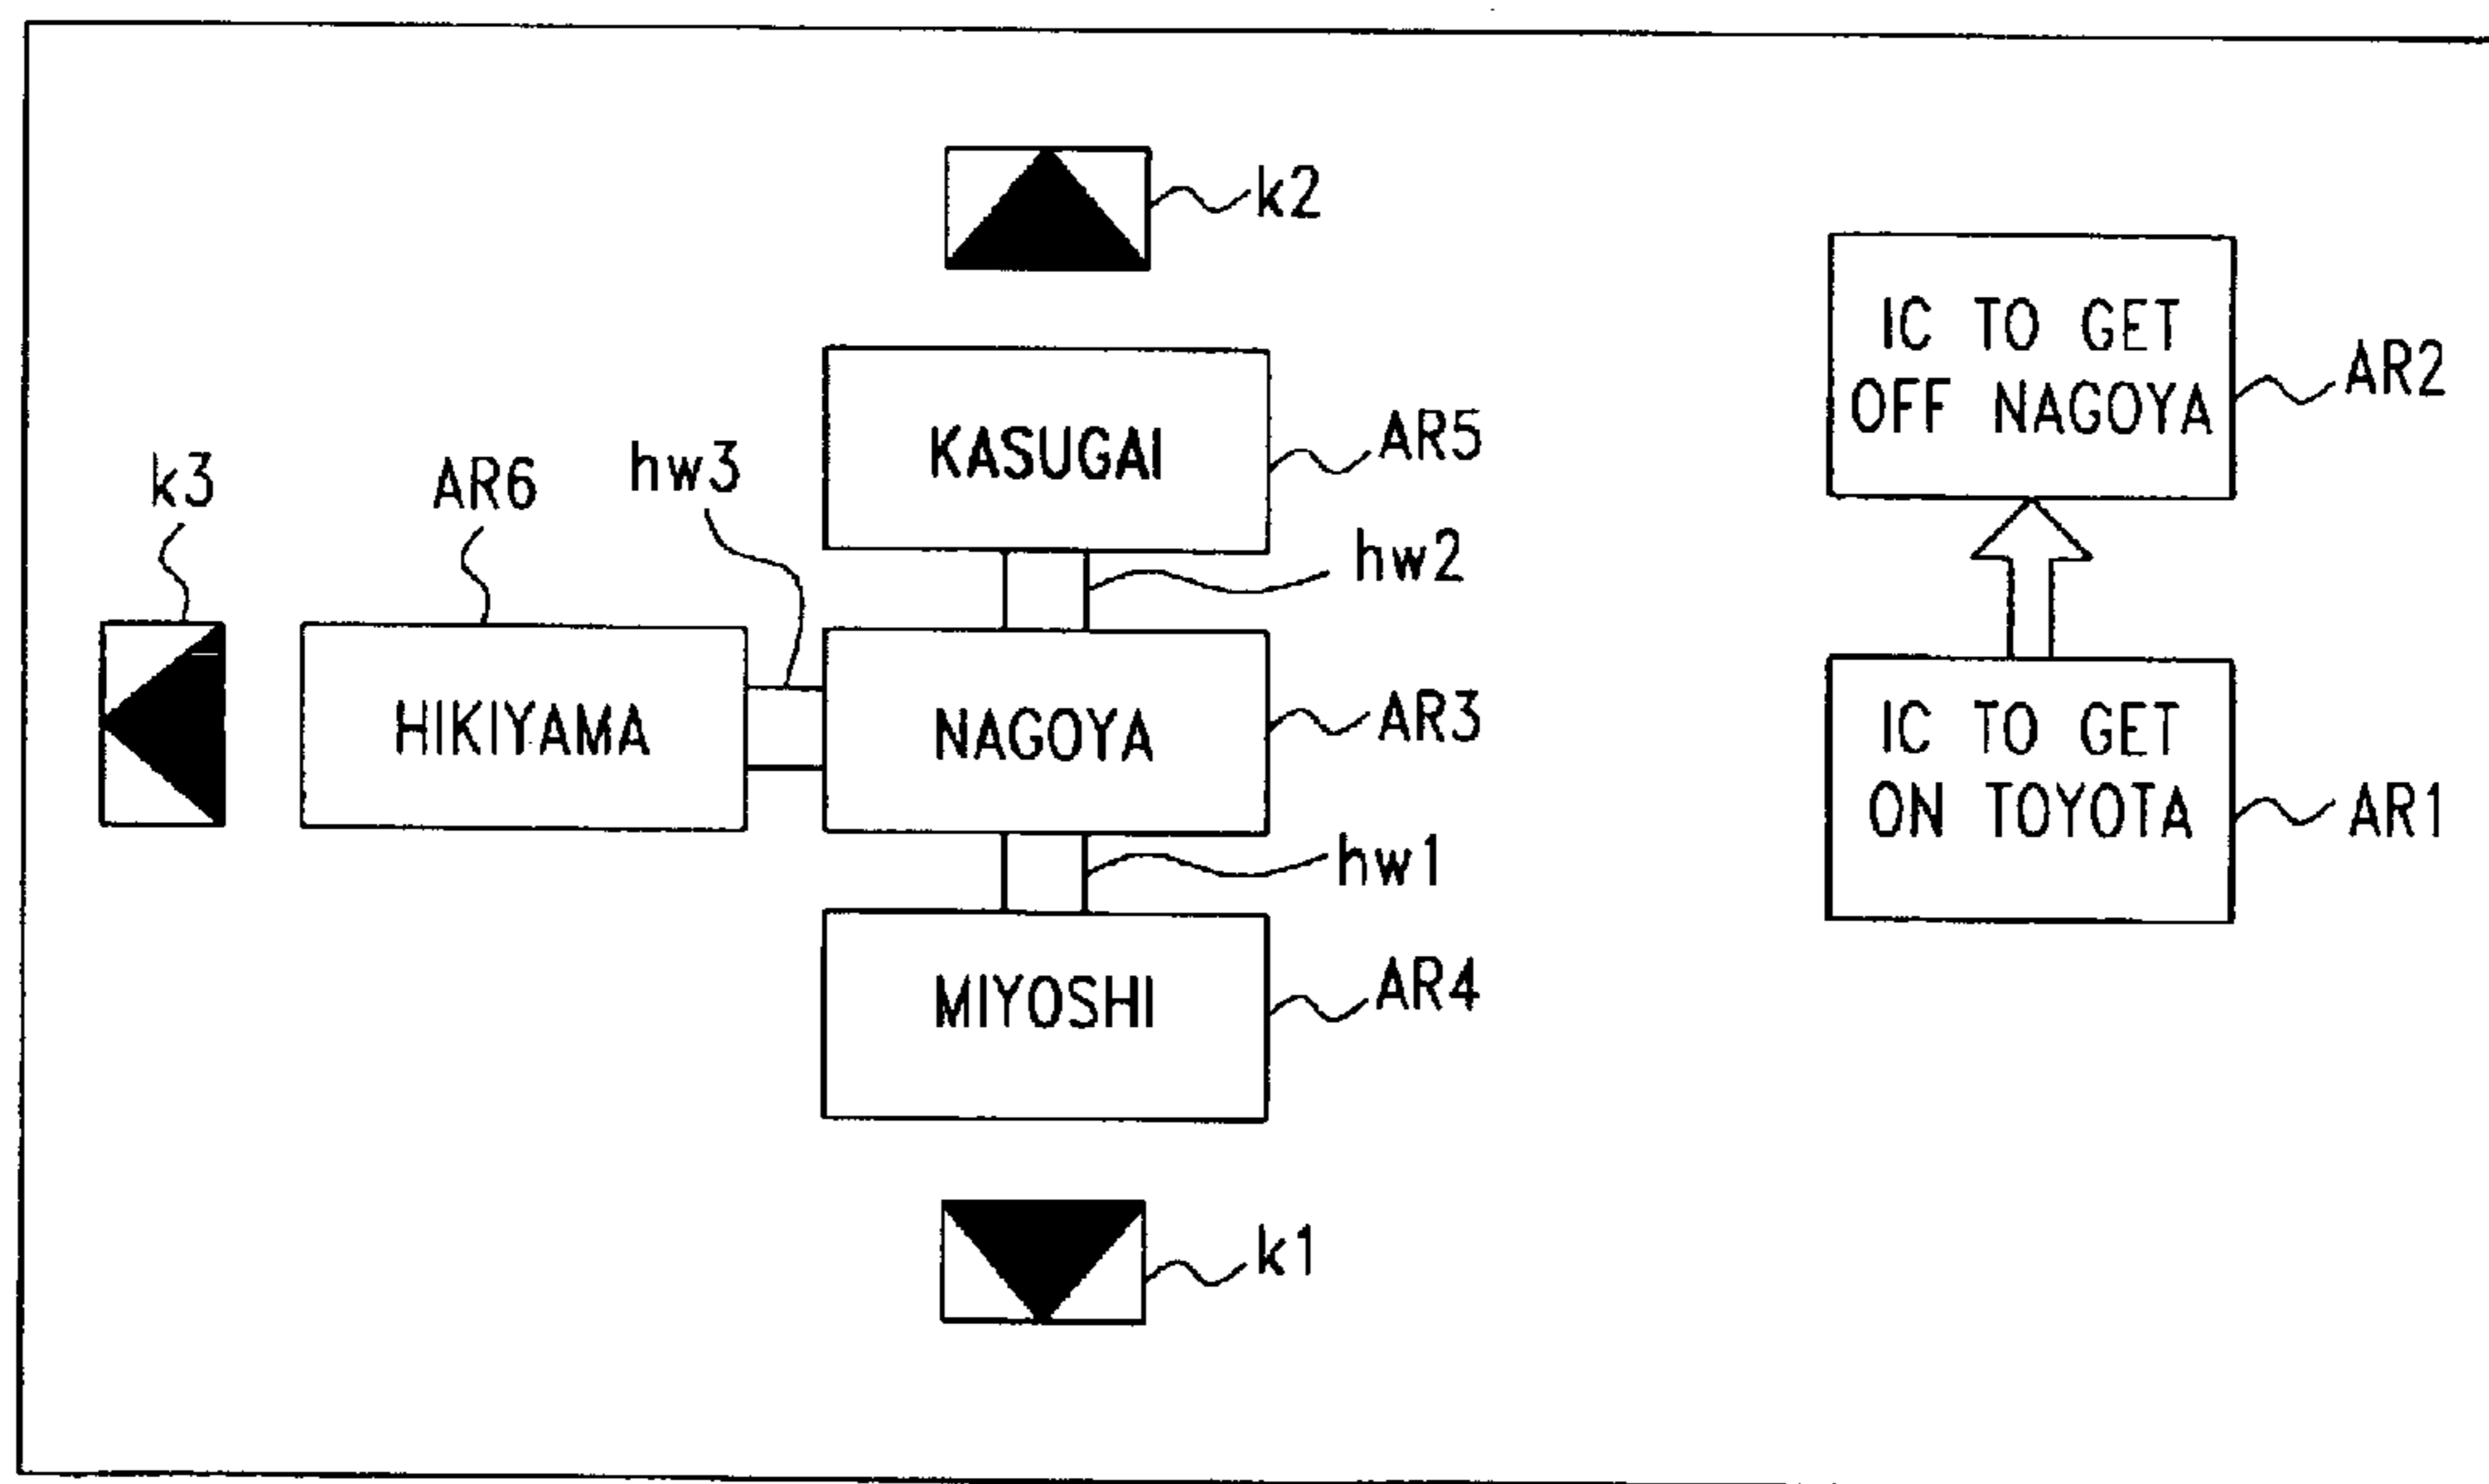 k2
IC TO GET
OFF NAGOYA
AR2
KASUGAI
AR5
k3
AR6
hw3
hw2
HIKIYAMA
NAGOYA
AR3
IC TO GET
ON TOYOTA
AR1
hw1
MIYOSHI
AR4
k1